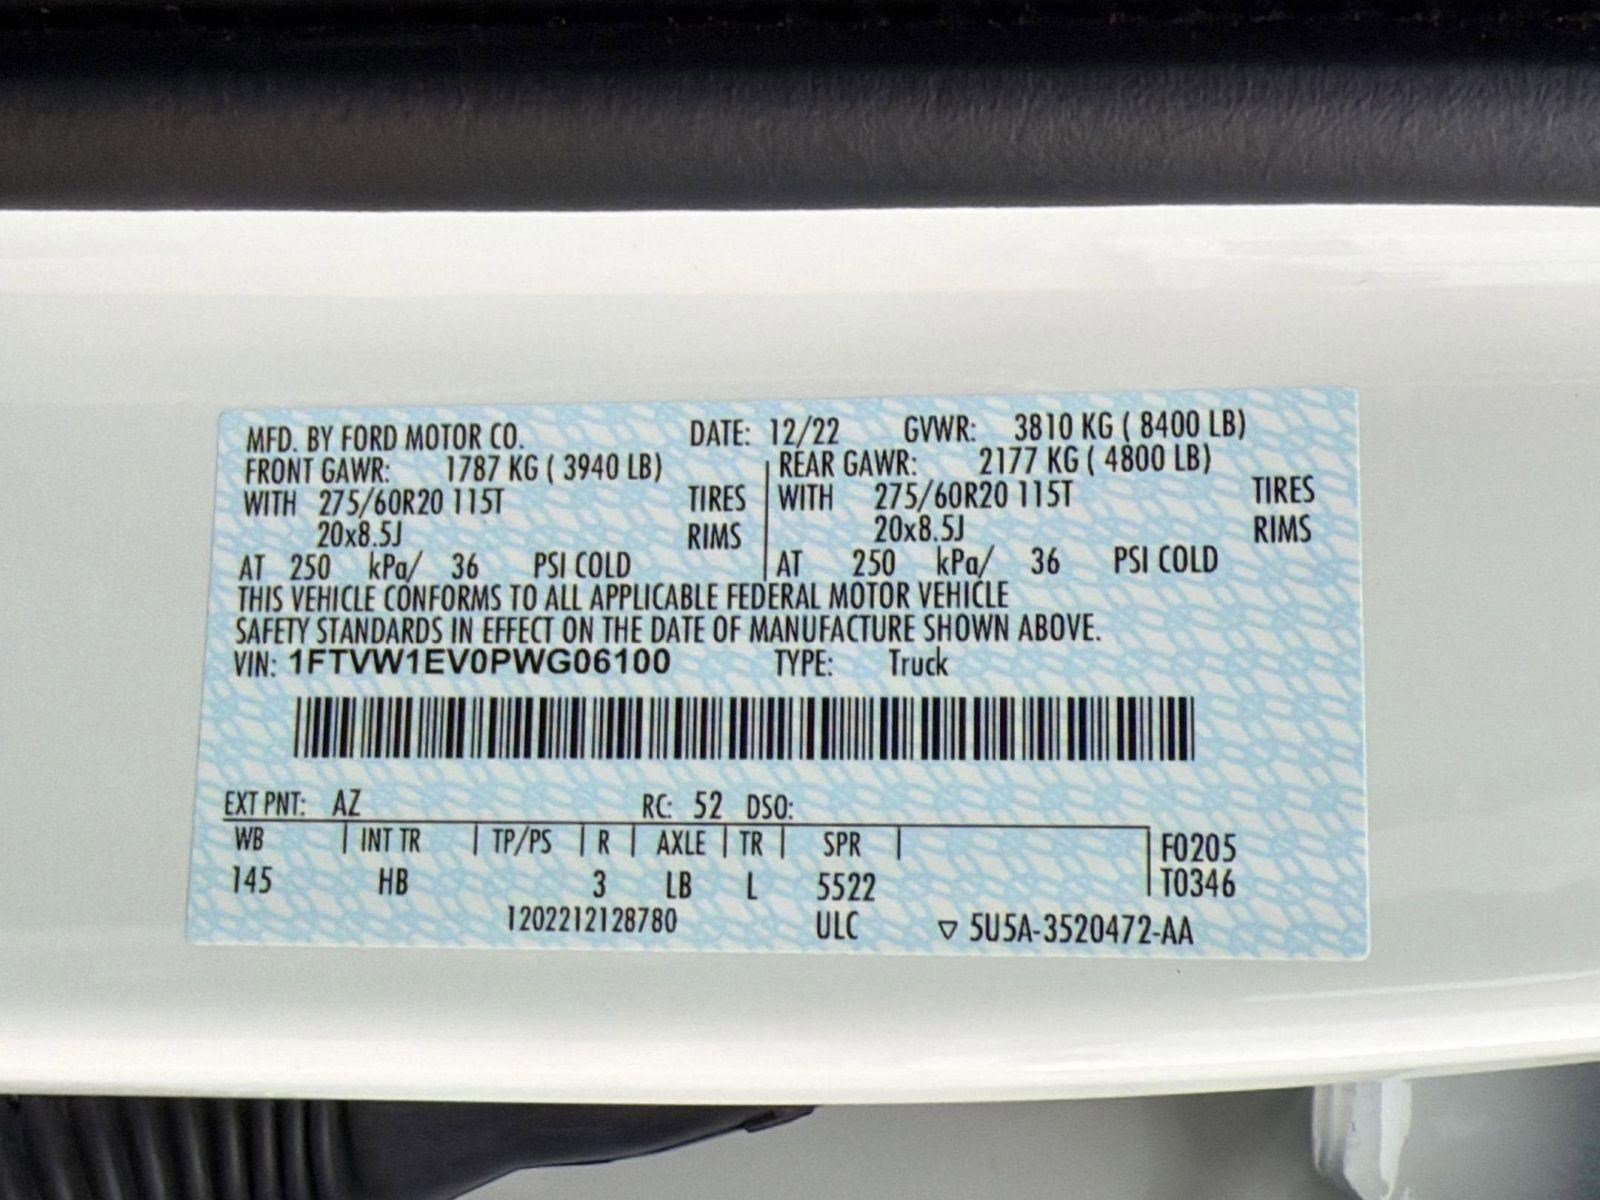 MFD. BY FORD MOTOR CO. DATE: 12/22 GVWR: 3810 KG ( 8400 LB)
FRONT GAWR: 1787 KG ( 3940 LB) REAR GAWR: 2177 KG ( 4800 LB)
WITH 275/60R20 115T TIRES WITH 275/60R20 115T TIRES
20x8.5J RIMS 20x8.5J RIMS
AT 250 kPa/ 36 PSI COLD AT 250 kPa/ 36 PSI COLD
THIS VEHICLE CONFORMS TO ALL APPLICABLE FEDERAL MOTOR VEHICLE
SAFETY STANDARDS IN EFFECT ON THE DATE OF MANUFACTURE SHOWN ABOVE.
VIN: 1FTVW1EV0PWG06100 TYPE: Truck
EXT PNT: AZ RC: 52 DSO:
WB INT TR TP/PS R AXLE TR SPR F0205
145 HB 3 LB L 5522 T0346
1202212128780 ULC ▽ 5U5A-3520472-AA